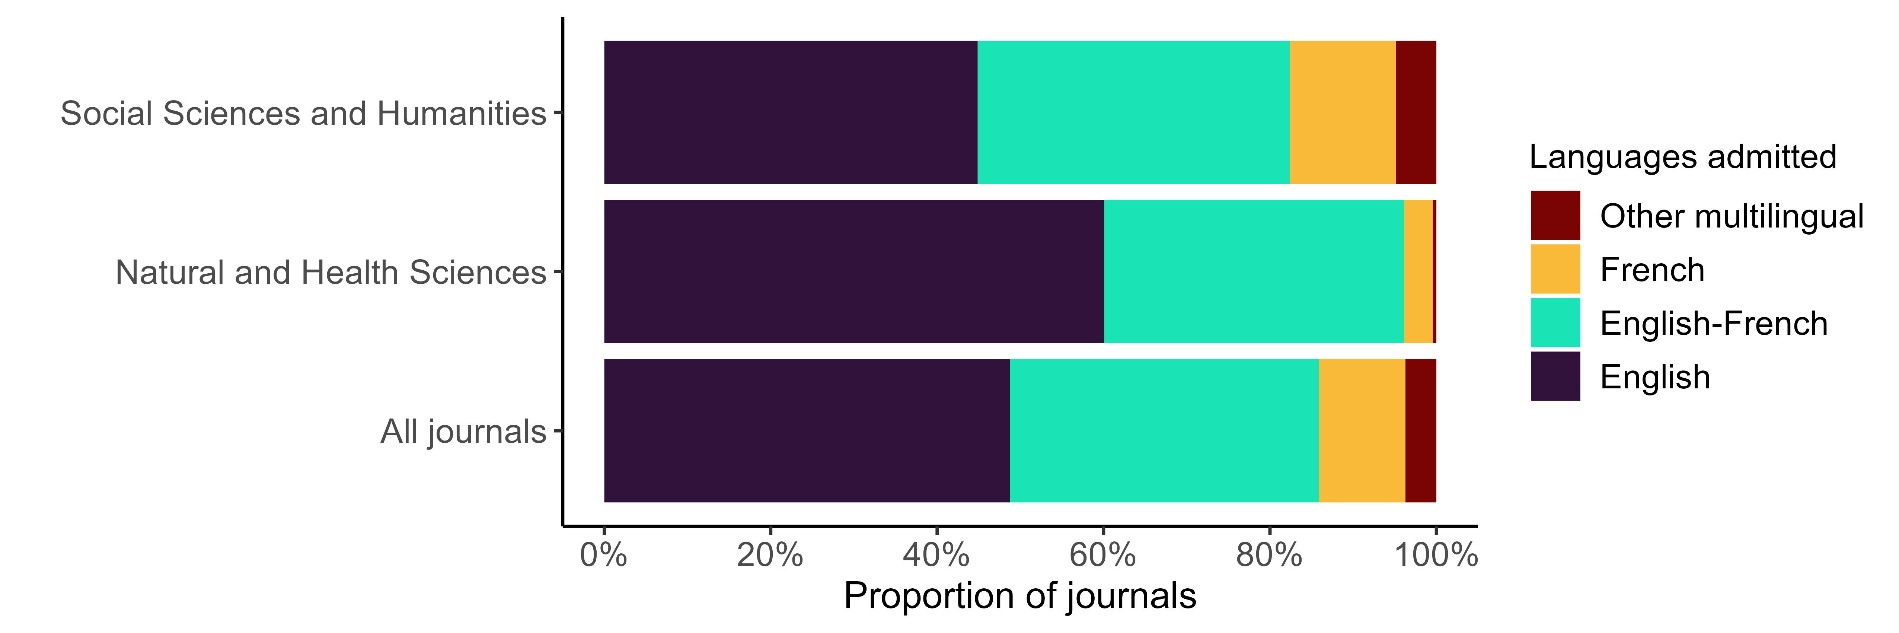 Social Sciences and Humanities
Natural and Health Sciences
All journals
0% 20% 40% 60% 80% 100%
Proportion of journals
Languages admitted
Other multilingual
French
English-French
English